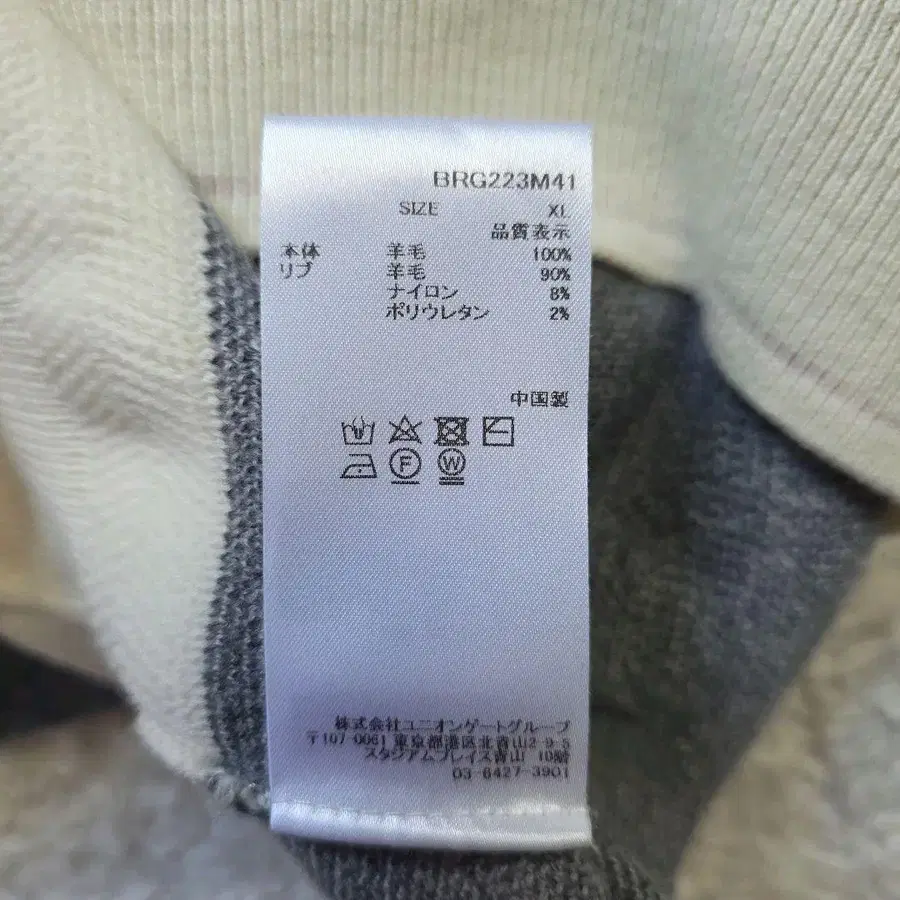 BRG223M41
SIZE XL
品質表示
本体 羊毛 100%
リブ 羊毛 90%
ナイロン 8%
ポリウレタン 2%
中国製
F W
株式会社ユニオンゲートグループ
〒107-0061 東京都港区北青山2-9-5
スタジアムプレイス青山 10階
03-6427-3901